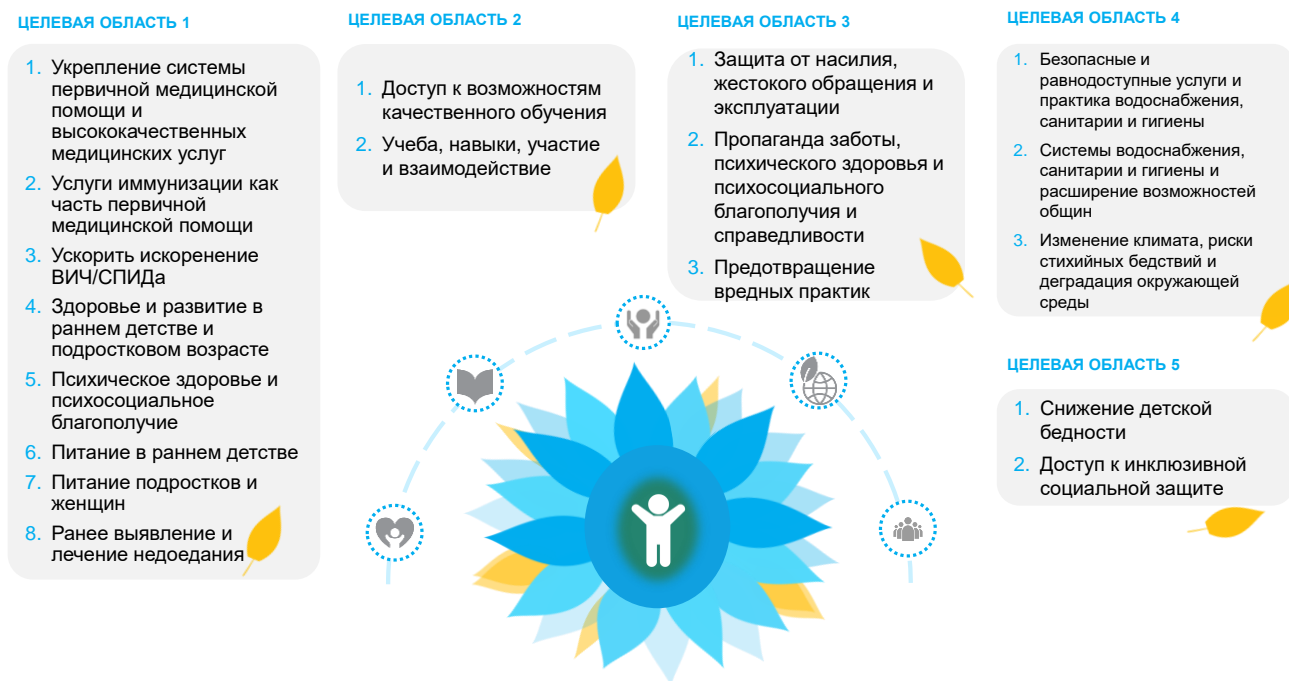 ЦЕЛЕВАЯ ОБЛАСТЬ 1
1. Укрепление системы
первичной медицинской
помощи и
высококачественных
медицинских услуг
2. Услуги иммунизации как
часть первичной
медицинской помощи
3. Ускорить искоренение
ВИЧ/СПИДа
4. Здоровье и развитие в
раннем детстве и
подростковом возрасте
5. Психическое здоровье и
психосоциальное
благополучие
6. Питание в раннем детстве
7. Питание подростков и
женщин
8. Ранее выявление и
лечение недоедания
ЦЕЛЕВАЯ ОБЛАСТЬ 2
1. Доступ к возможностям
качественного обучения
2. Учеба, навыки, участие
и взаимодействие
ЦЕЛЕВАЯ ОБЛАСТЬ 3
1. Защита от насилия,
жестокого обращения и
эксплуатации
2. Пропаганда заботы,
психического здоровья и
психосоциального
благополучия и
справедливости
3. Предотвращение
вредных практик
ЦЕЛЕВАЯ ОБЛАСТЬ 4
1. Безопасные и
равнодоступные услуги и
практика водоснабжения,
санитарии и гигиены
2. Системы водоснабжения,
санитарии и гигиены и
расширение возможностей
общин
3. Изменение климата, риски
стихийных бедствий и
деградация окружающей
среды
ЦЕЛЕВАЯ ОБЛАСТЬ 5
1. Снижение детской
бедности
2. Доступ к инклюзивной
социальной защите